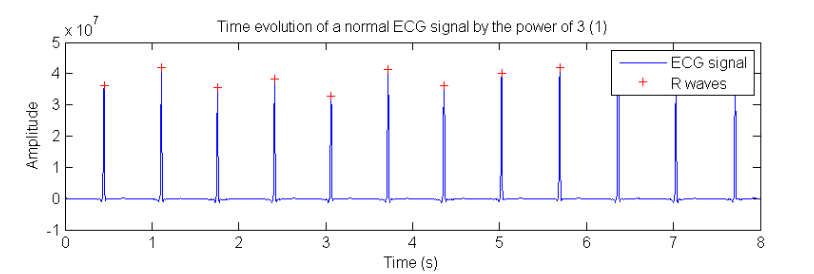 Time evolution of a normal ECG signal by the power of 3 (1)
x 10^7
5
4
3
2
1
0
-1
Amplitude
ECG signal
R waves
0 1 2 3 4 5 6 7 8
Time (s)